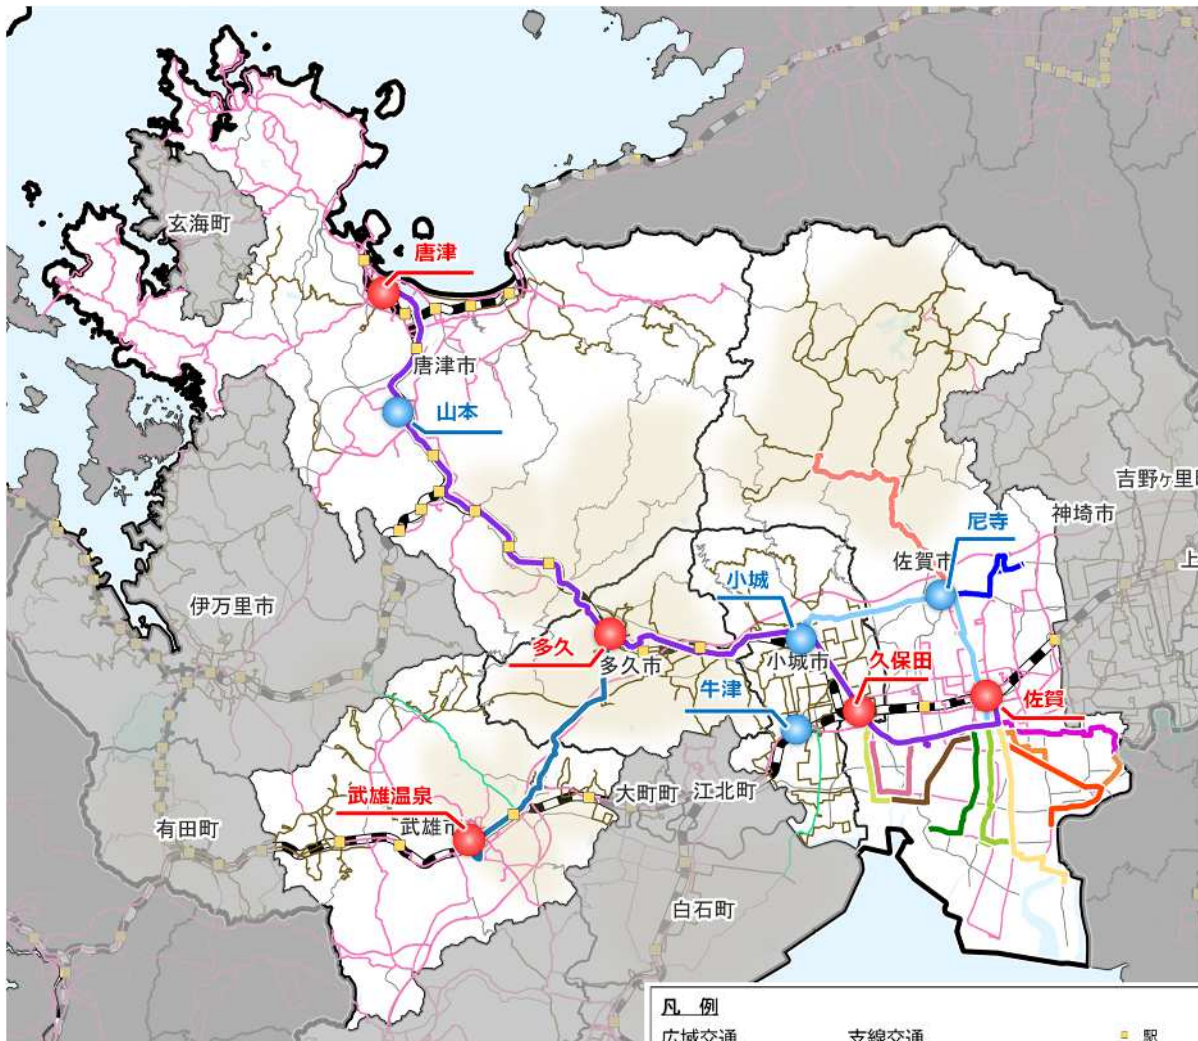 玄海町
唐津
唐津市
山本
吉野ヶ里
神埼市
尼寺
上
佐賀市
小城
伊万里市
多久
多久市
小城市
久保田
牛津
佐賀
武雄温泉
武雄市
大町町
江北町
有田町
白石町
凡 例
広域交通
支線交通
駅